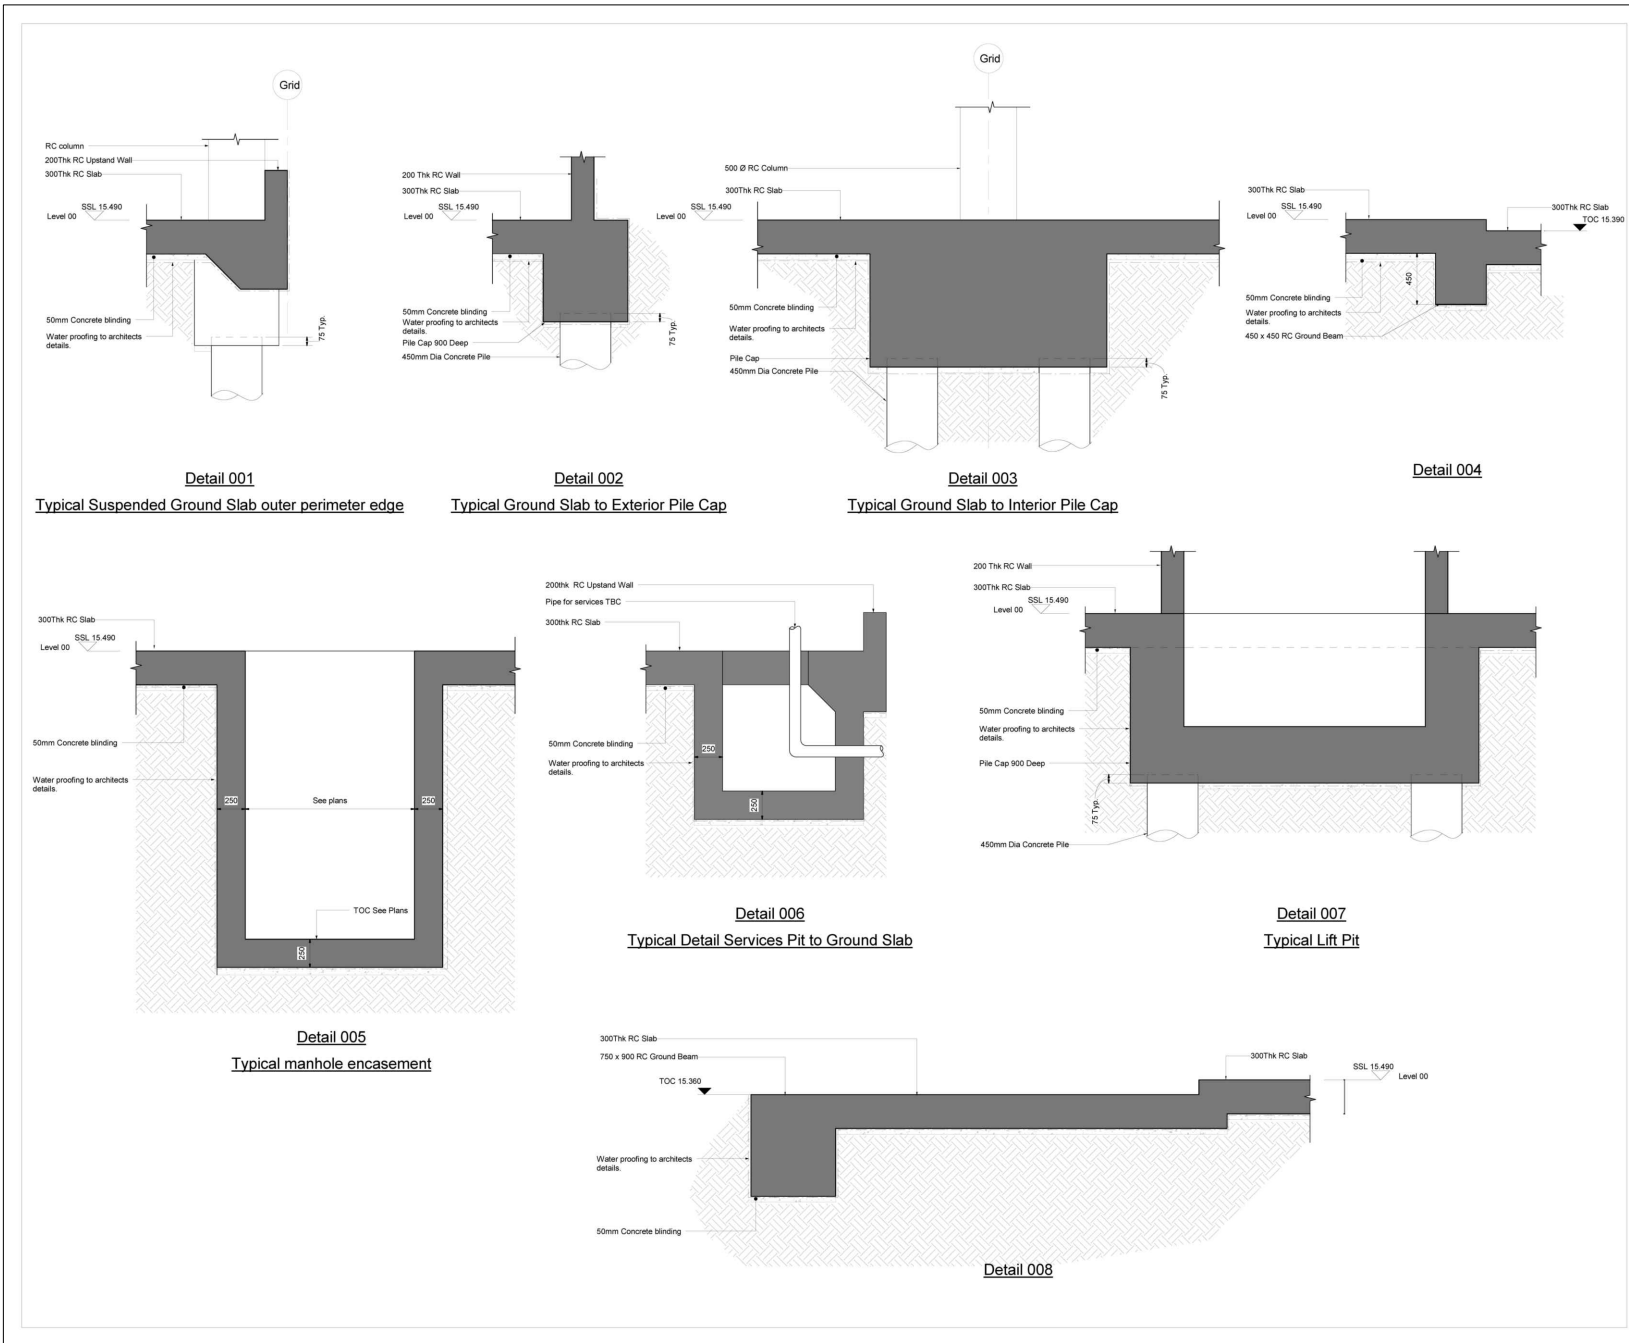 Grid
RC column
200Thk RC Upstand Wall
300Thk RC Slab
SSL 15.490
Level 00
50mm Concrete blinding
Water proofing to architects
details.
75 Typ.
Detail 001
Typical Suspended Ground Slab outer perimeter edge
200 Thk RC Wall
300Thk RC Slab
SSL 15.490
Level 00
50mm Concrete blinding
Water proofing to architects
details.
Pile Cap 900 Deep
450mm Dia Concrete Pile
75 Typ.
Detail 002
Typical Ground Slab to Exterior Pile Cap
Grid
500 Ø RC Column
300Thk RC Slab
SSL 15.490
Level 00
50mm Concrete blinding
Water proofing to architects
details.
Pile Cap
450mm Dia Concrete Pile
75 Typ.
Detail 003
Typical Ground Slab to Interior Pile Cap
300Thk RC Slab
SSL 15.490
Level 00
300Thk RC Slab
TOC 15.390
450
50mm Concrete blinding
Water proofing to architects
details.
450 x 450 RC Ground Beam
Detail 004
300Thk RC Slab
SSL 15.490
Level 00
50mm Concrete blinding
Water proofing to architects
details.
250
See plans
250
TOC See Plans
250
Detail 005
Typical manhole encasement
200thk RC Upstand Wall
Pipe for services TBC
300thk RC Slab
50mm Concrete blinding
250
Water proofing to architects
details.
250
Detail 006
Typical Detail Services Pit to Ground Slab
200 Thk RC Wall
300Thk RC Slab
SSL 15.490
Level 00
50mm Concrete blinding
Water proofing to architects
details.
Pile Cap 900 Deep
75 Typ.
450mm Dia Concrete Pile
Detail 007
Typical Lift Pit
300Thk RC Slab
750 x 900 RC Ground Beam
TOC 15.360
300Thk RC Slab
SSL 15.490
Level 00
Water proofing to architects
details.
50mm Concrete blinding
Detail 008